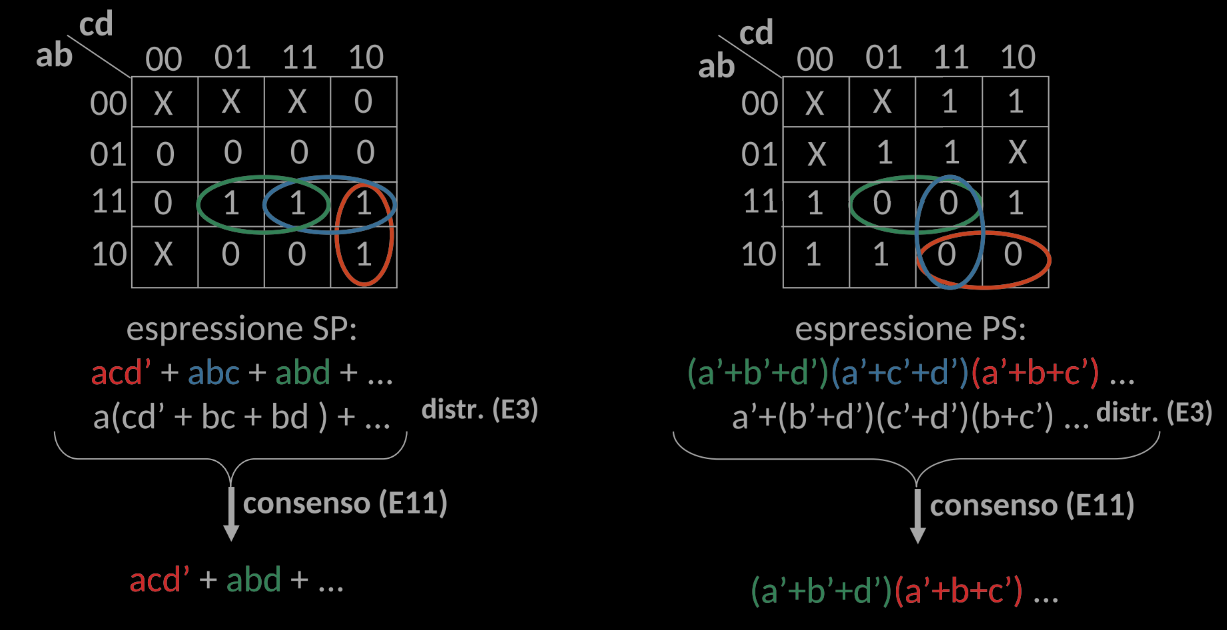 cd
ab 00 01 11 10
00 X X X 0
01 0 0 0 0
11 0 1 1 1
10 X 0 0 1
espressione SP:
acd’ + abc + abd + ...
a(cd’ + bc + bd ) + ... distr. (E3)
consenso (E11)
acd’ + abd + ...
cd
ab 00 01 11 10
00 X X 1 1
01 X 1 1 X
11 1 0 0 1
10 1 1 0 0
espressione PS:
(a’+b’+d’)(a’+c’+d’)(a’+b+c’) ...
a’+(b’+d’)(c’+d’)(b+c’) ... distr. (E3)
consenso (E11)
(a’+b’+d’)(a’+b+c’) ...